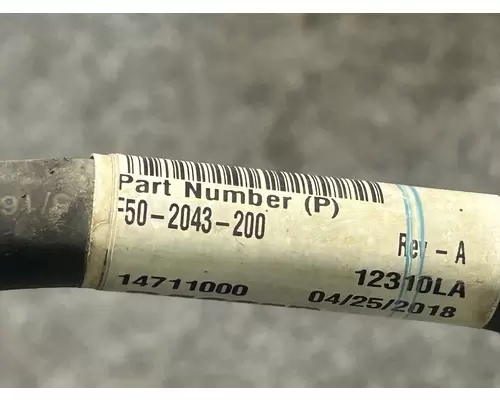 Part Number (P)
F50-2043-200
Rev - A
14711000
12310LA
04/25/2018